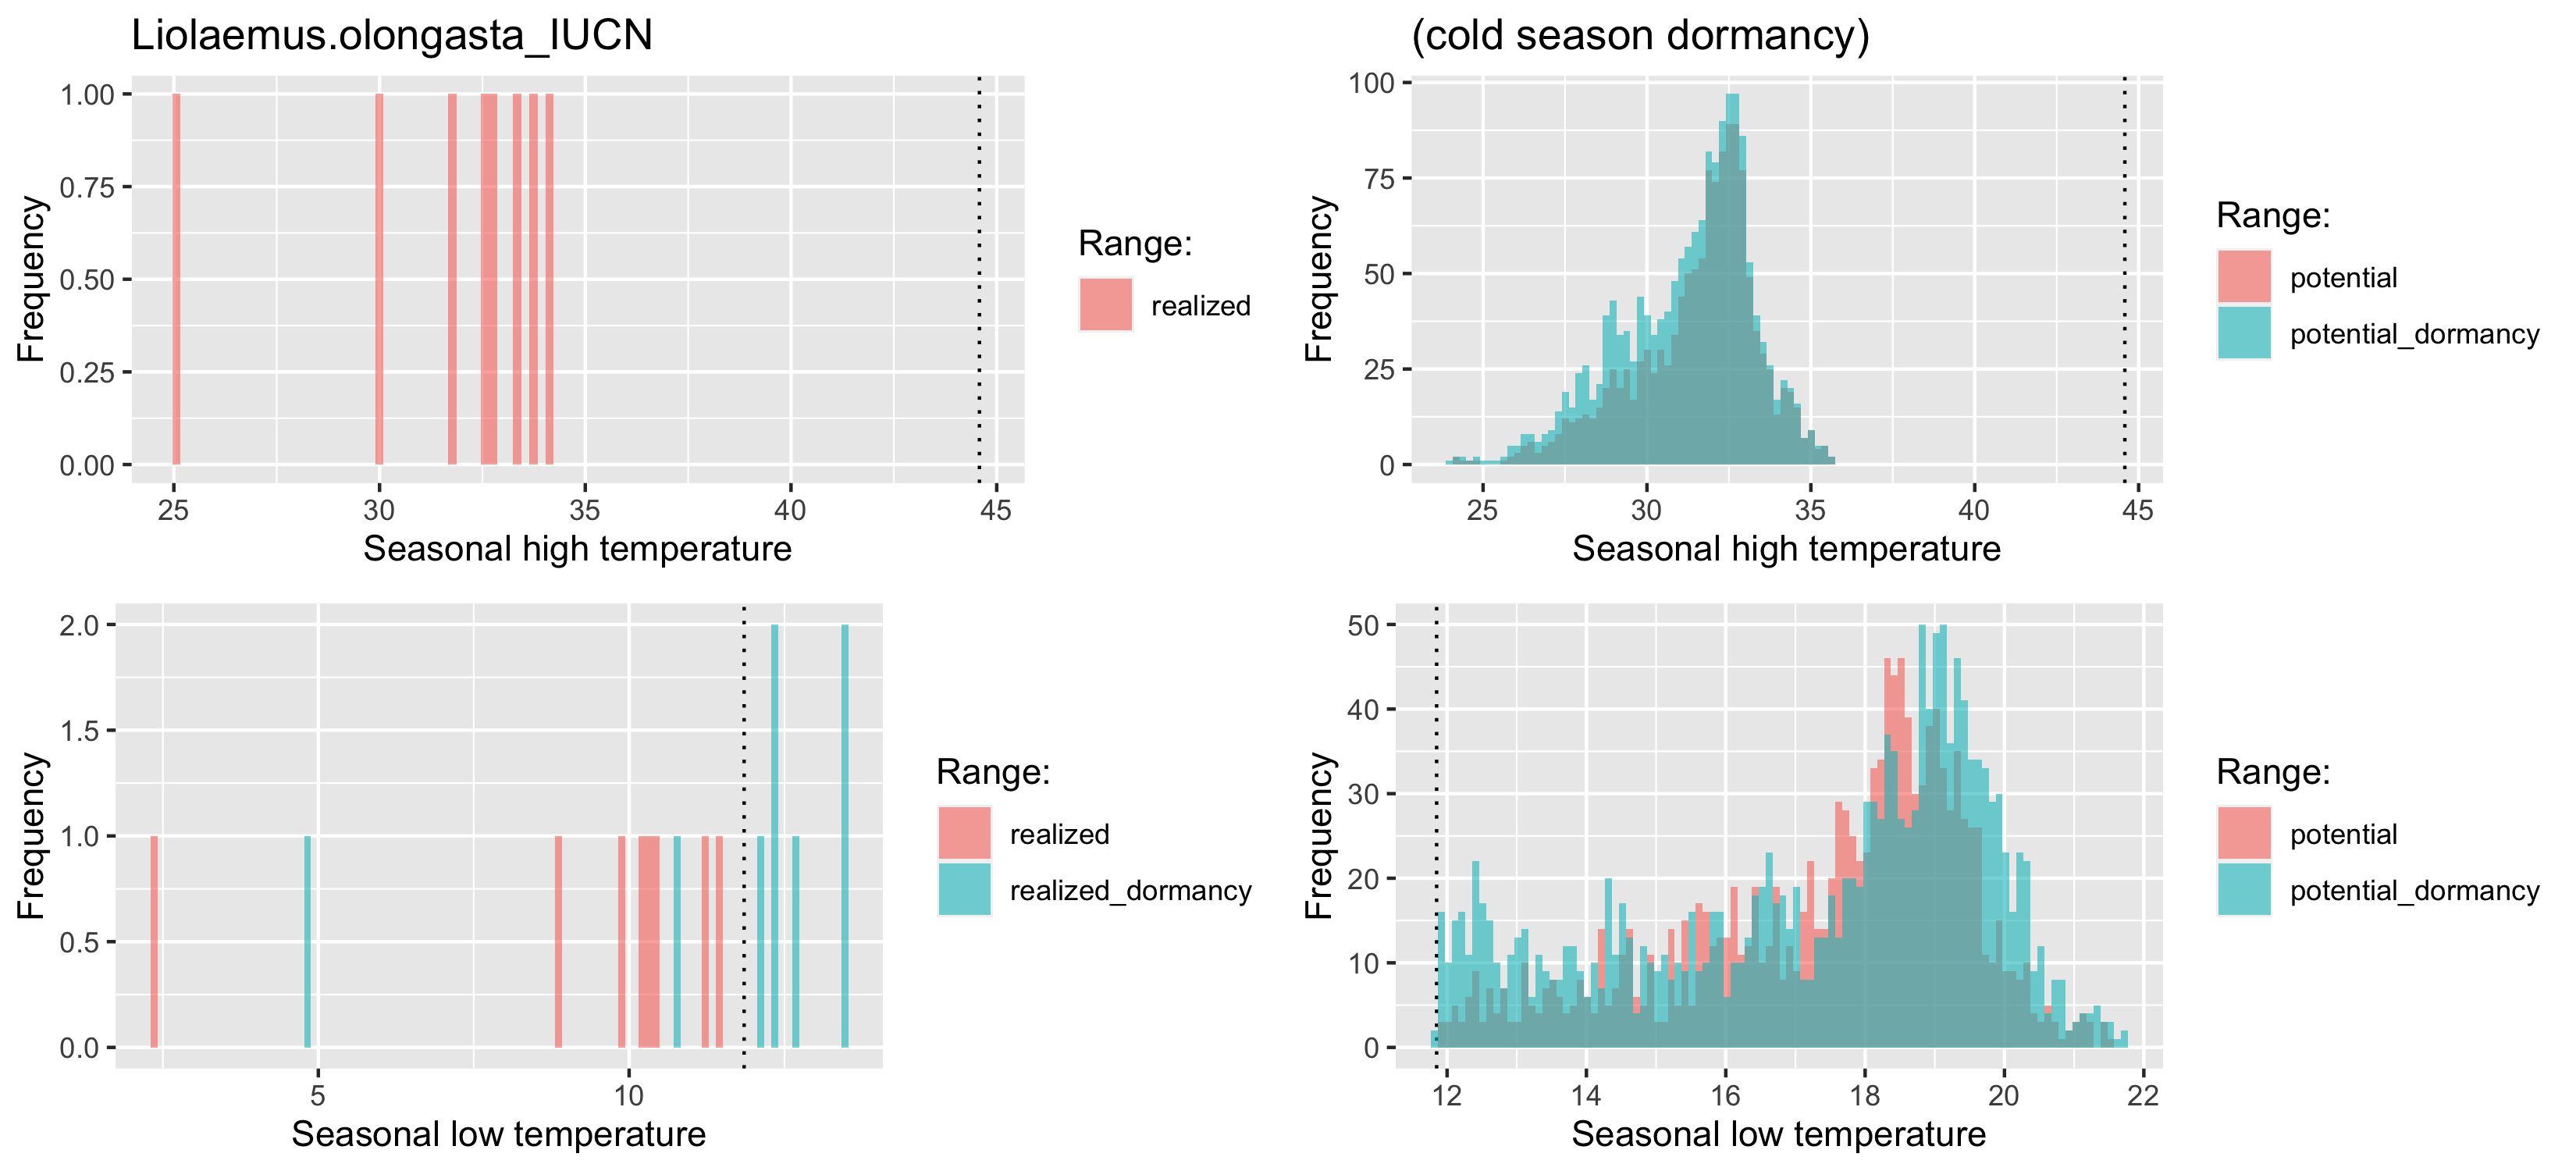 Liolaemus.olongasta_IUCN
(cold season dormancy)
1.00
0.75
0.50
0.25
0.00
Frequency
25 30 35 40 45
Seasonal high temperature
Range:
realized
100
75
50
25
0
Frequency
25 30 35 40 45
Seasonal high temperature
Range:
potential
potential_dormancy
2.0
1.5
1.0
0.5
0.0
Frequency
5 10
Seasonal low temperature
Range:
realized
realized_dormancy
50
40
30
20
10
0
Frequency
12 14 16 18 20 22
Seasonal low temperature
Range:
potential
potential_dormancy